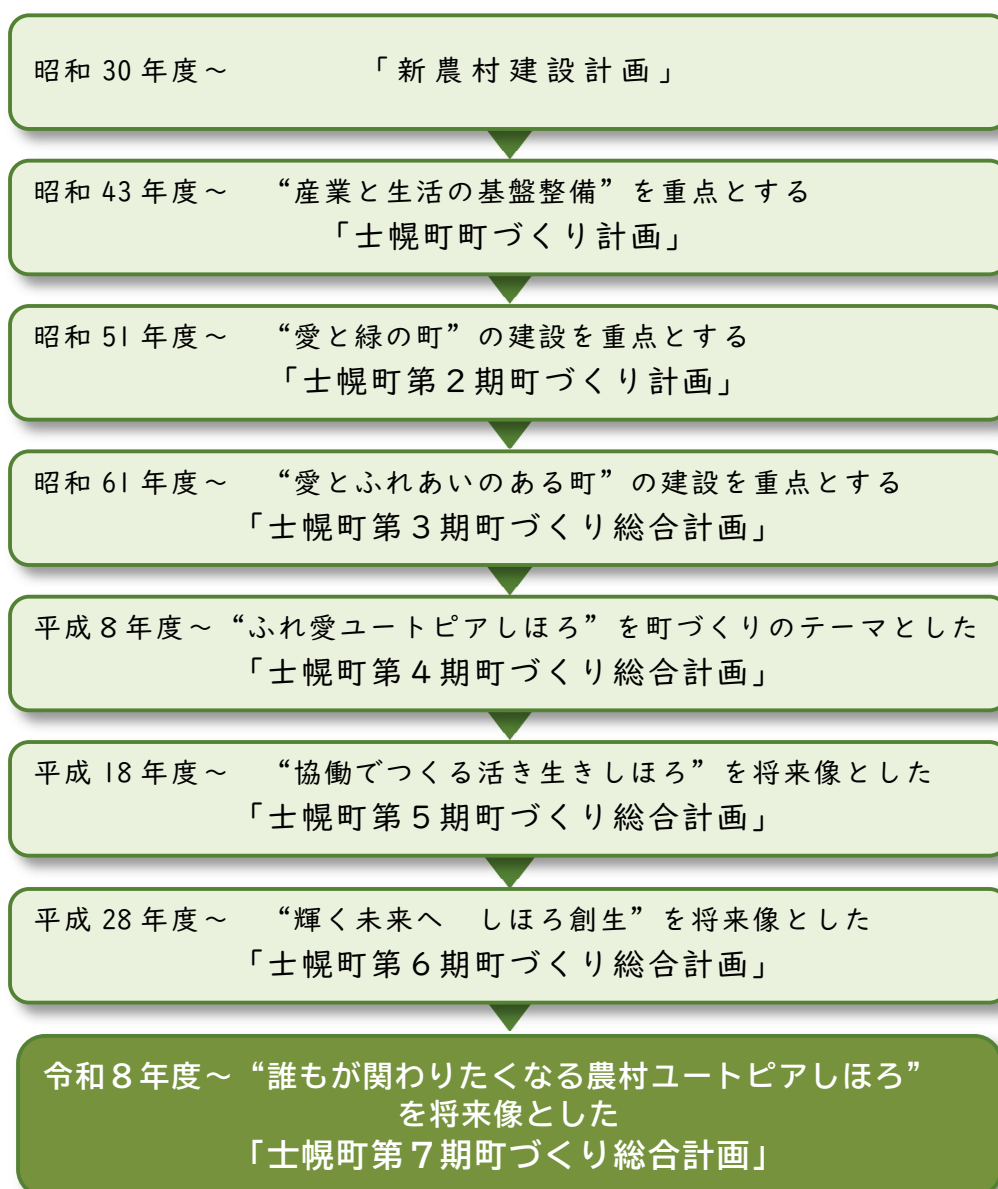 昭和 30 年度～　「新農村建設計画」
昭和 43 年度～　“産業と生活の基盤整備”を重点とする
「士幌町町づくり計画」
昭和 51 年度～　“愛と緑の町”の建設を重点とする
「士幌町第２期町づくり計画」
昭和 61 年度～　“愛とふれあいのある町”の建設を重点とする
「士幌町第３期町づくり総合計画」
平成８年度～“ふれ愛ユートピアしほろ”を町づくりのテーマとした
「士幌町第４期町づくり総合計画」
平成 18 年度～　“協働でつくる活き生きしほろ”を将来像とした
「士幌町第５期町づくり総合計画」
平成 28 年度～　“輝く未来へ　しほろ創生”を将来像とした
「士幌町第６期町づくり総合計画」
令和８年度～“誰もが関わりたくなる農村ユートピアしほろ”
を将来像とした
「士幌町第７期町づくり総合計画」